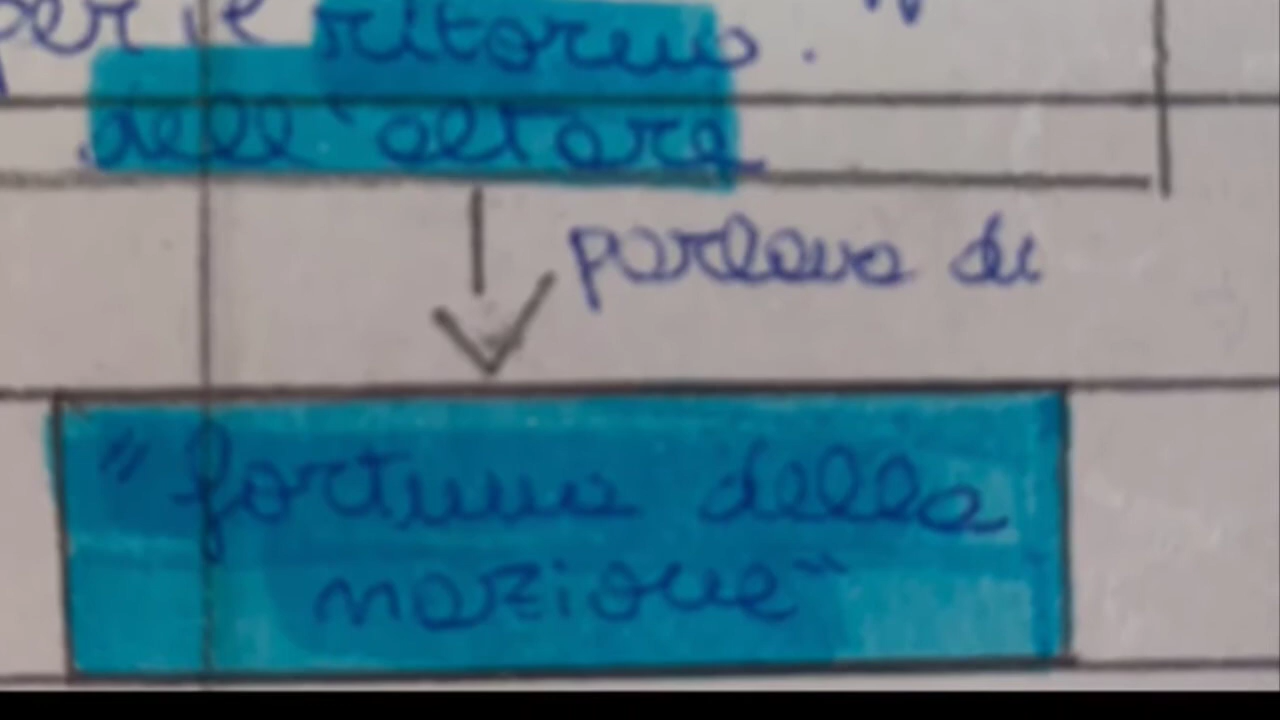 per il ritorno."
dell'altare
parlava di
"fortuna della
nazione"